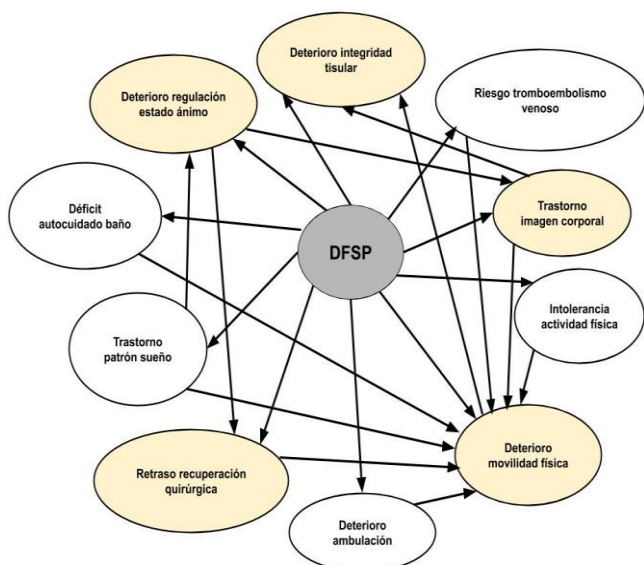 Deterioro integridad
tisular
Riesgo tromboembolismo
venoso
Deterioro regulación
estado ánimo
Trastorno
imagen corporal
Déficit
autocuidado baño
DFSP
Intolerancia
actividad física
Trastorno
patrón sueño
Deterioro
movilidad física
Retraso recuperación
quirúrgica
Deterioro
ambulación